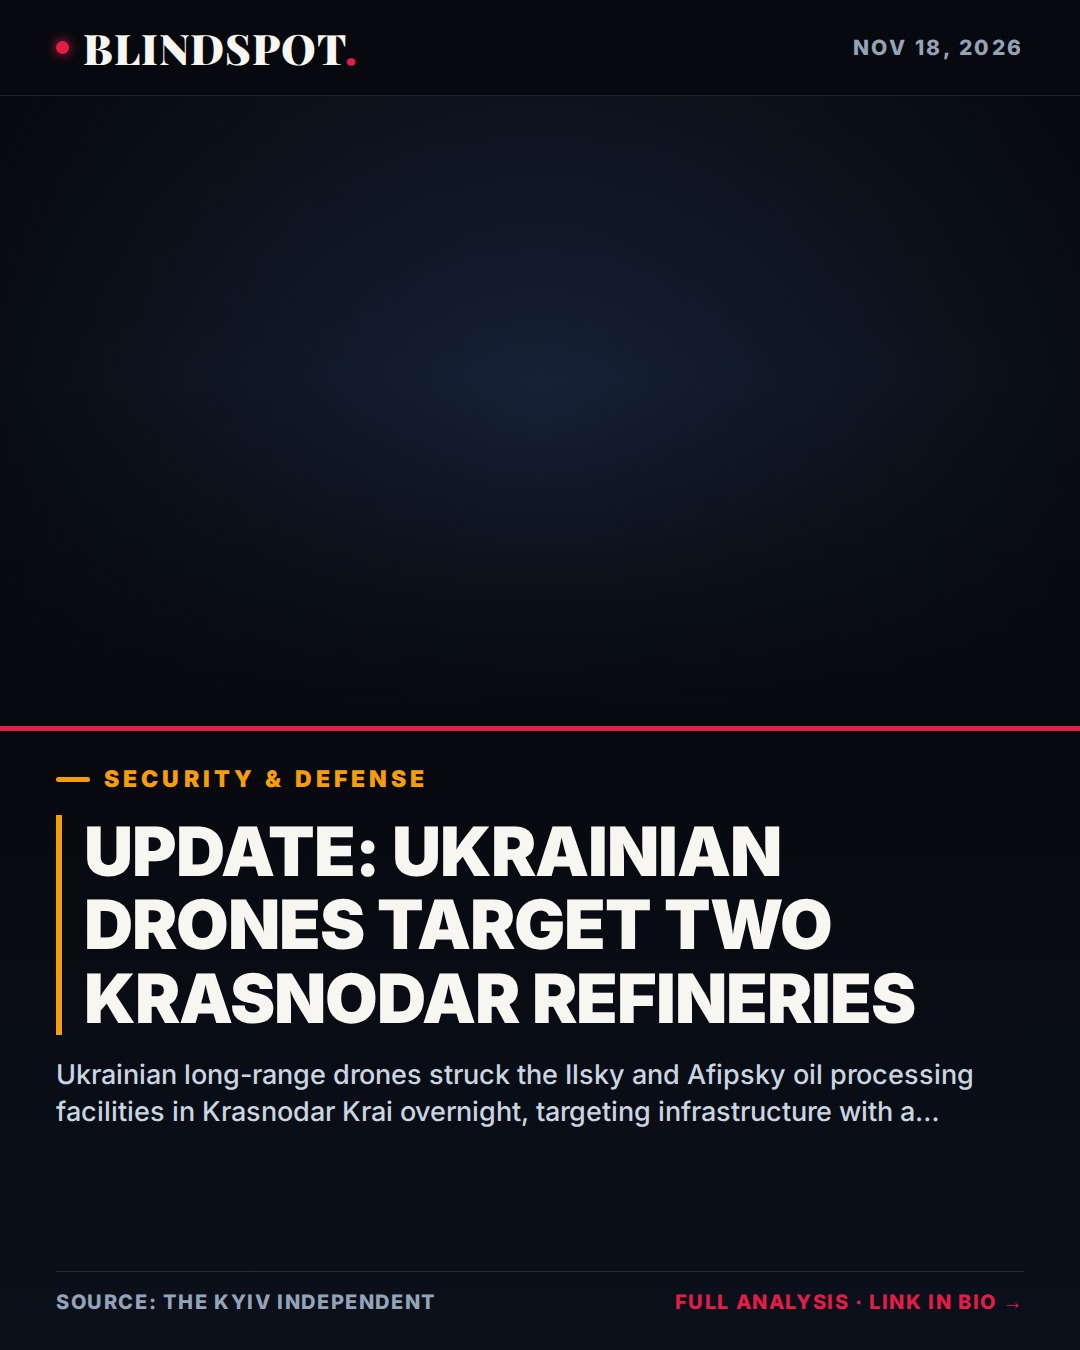 BLINDSPOT.
NOV 18, 2026
SECURITY & DEFENSE
UPDATE: UKRAINIAN
DRONES TARGET TWO
KRASNODAR REFINERIES
Ukrainian long-range drones struck the Ilsky and Afipsky oil processing
facilities in Krasnodar Krai overnight, targeting infrastructure with a...
SOURCE: THE KYIV INDEPENDENT
FULL ANALYSIS · LINK IN BIO →